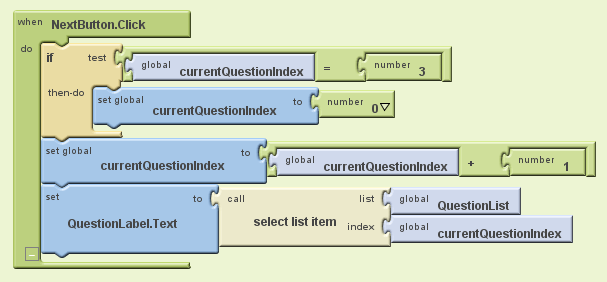 when NextButton.Click
do if test global currentQuestionIndex = number 3
then-do set global currentQuestionIndex to number 0
set global currentQuestionIndex to global currentQuestionIndex + number 1
set QuestionLabel.Text to call select list item list global QuestionList
index global currentQuestionIndex